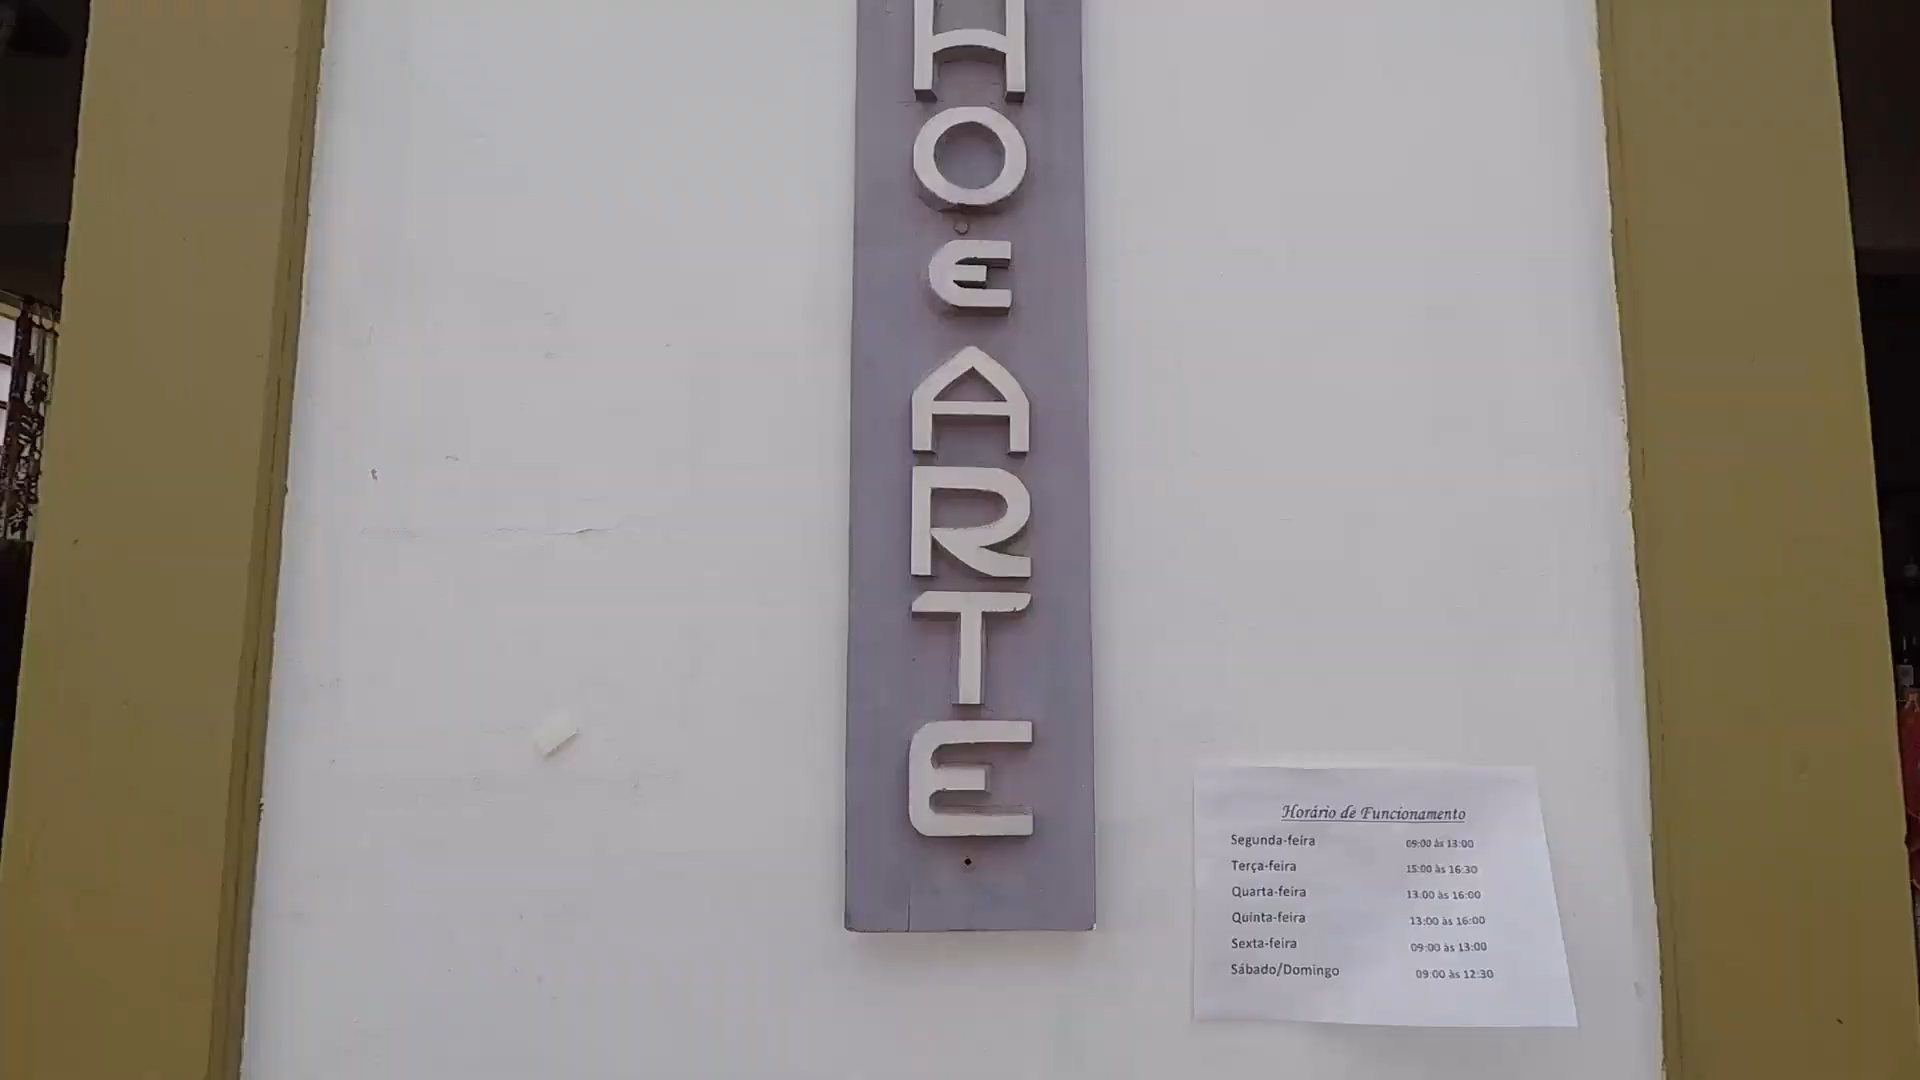 H
O
E
A
R
T
E
Horário de Funcionamento
Segunda-feira 09:00 às 13:00
Terça-feira 15:00 às 16:30
Quarta-feira 13:00 às 16:00
Quinta-feira 13:00 às 16:00
Sexta-feira 09:00 às 13:00
Sábado/Domingo 09:00 às 12:30